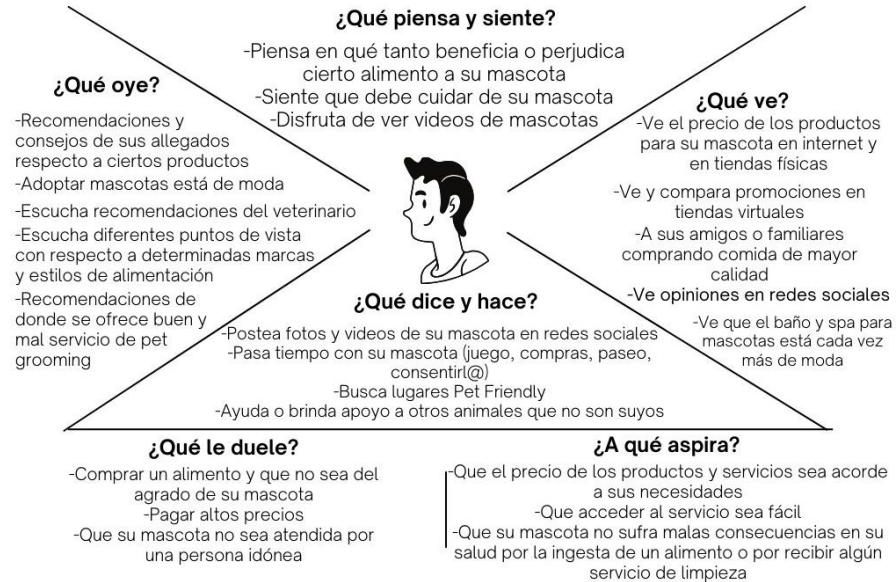 ¿Qué piensa y siente?
-Piensa en qué tanto beneficia o perjudica
cierto alimento a su mascota
-Siente que debe cuidar de su mascota
-Disfruta de ver videos de mascotas
¿Qué oye?
-Recomendaciones y
consejos de sus allegados
respecto a ciertos productos
-Adoptar mascotas está de moda
-Escucha recomendaciones del veterinario
-Escucha diferentes puntos de vista
con respecto a determinadas marcas
y estilos de alimentación
-Recomendaciones de
donde se ofrece buen y
mal servicio de pet
grooming
¿Qué ve?
-Ve el precio de los productos
para su mascota en internet y
en tiendas físicas
-Ve y compara promociones en
tiendas virtuales
-A sus amigos o familiares
comprando comida de mayor
calidad
-Ve opiniones en redes sociales
-Ve que el baño y spa para
mascotas está cada vez
más de moda
¿Qué dice y hace?
-Postea fotos y videos de su mascota en redes sociales
-Pasa tiempo con su mascota (juego, compras, paseo,
consentirl@)
-Busca lugares Pet Friendly
-Ayuda o brinda apoyo a otros animales que no son suyos
¿Qué le duele?
-Comprar un alimento y que no sea del
agrado de su mascota
-Pagar altos precios
-Que su mascota no sea atendida por
una persona idónea
¿A qué aspira?
-Que el precio de los productos y servicios sea acorde
a sus necesidades
-Que acceder al servicio sea fácil
-Que su mascota no sufra malas consecuencias en su
salud por la ingesta de un alimento o por recibir algún
servicio de limpieza